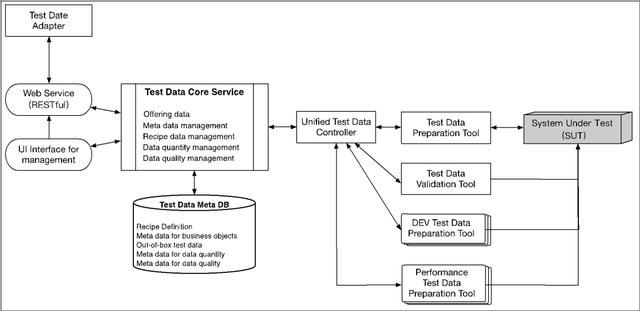 Test Date
Adapter
Web Service
(RESTful)
UI Interface for
management
Test Data Core Service
Offering data
Meta data management
Recipe data management
Data quantity management
Data quality management
Test Data Meta DB
Recipe Definition
Meta data for business objects
Out-of-box test data
Meta data for data quantity
Meta data for data quality
Unified Test Data
Controller
Test Data
Preparation Tool
System Under Test
(SUT)
Test Data
Validation Tool
DEV Test Data
Preparation Tool
Performance
Test Data
Preparation Tool